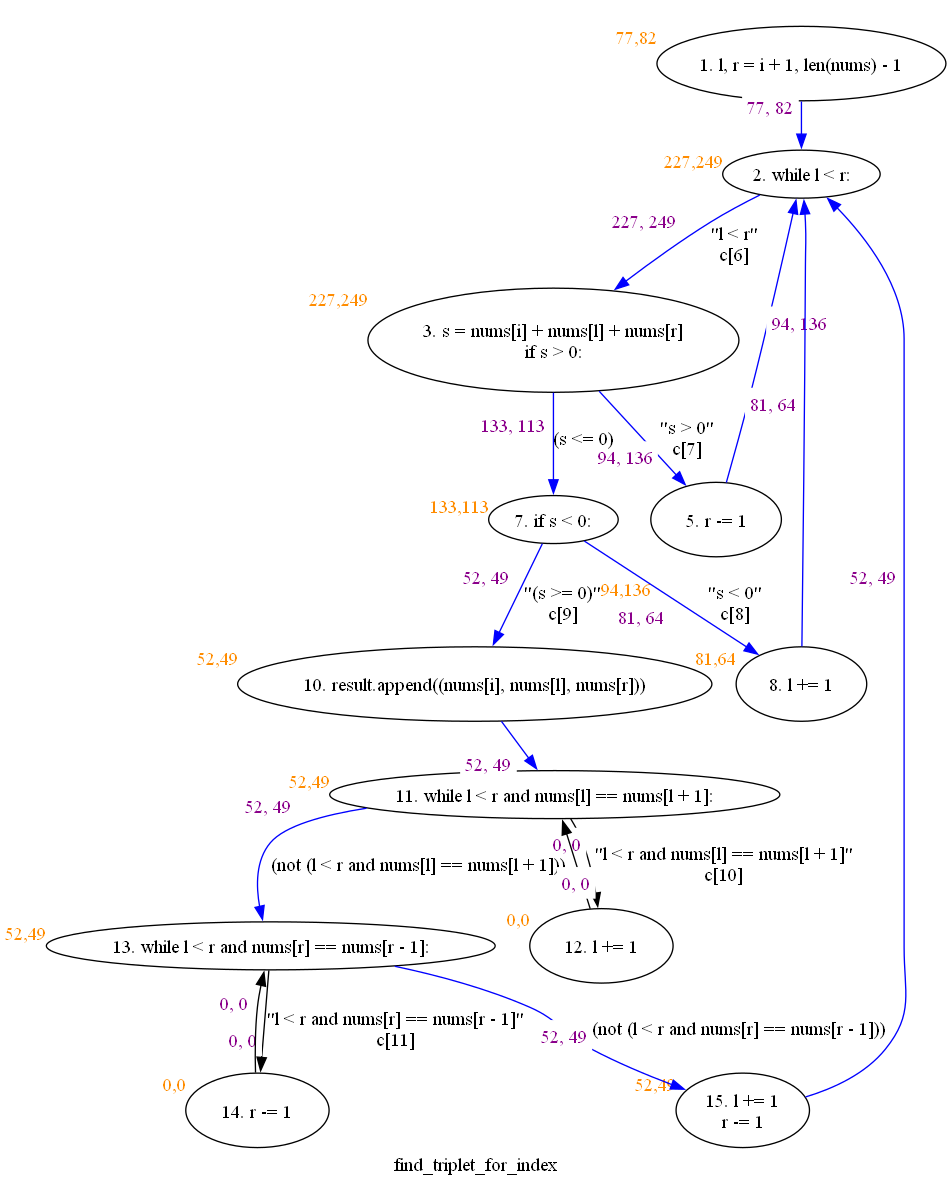 77,82
1. l, r = i + 1, len(nums) - 1
77, 82
227,249
2. while l < r:
227, 249
"l < r"
c[6]
227,249
3. s = nums[i] + nums[l] + nums[r]
if s > 0:
94, 136
81, 64
133, 113
(s <= 0)
"s > 0"
c[7]
94, 136
133,113
7. if s < 0:
5. r -= 1
52, 49
52, 49
"(s >= 0)"
c[9]
94,136
"s < 0"
c[8]
81, 64
52,49
10. result.append((nums[i], nums[l], nums[r]))
81,64
8. l += 1
52, 49
52,49
11. while l < r and nums[l] == nums[l + 1]:
52, 49
0, 0
"l < r and nums[l] == nums[l + 1]"
c[10]
(not (l < r and nums[l] == nums[l + 1]))
0, 0
0,0
12. l += 1
52,49
13. while l < r and nums[r] == nums[r - 1]:
0, 0
"l < r and nums[r] == nums[r - 1]"
c[11]
0, 0
52, 49
(not (l < r and nums[r] == nums[r - 1]))
0,0
14. r -= 1
52,49
15. l += 1
r -= 1
find_triplet_for_index